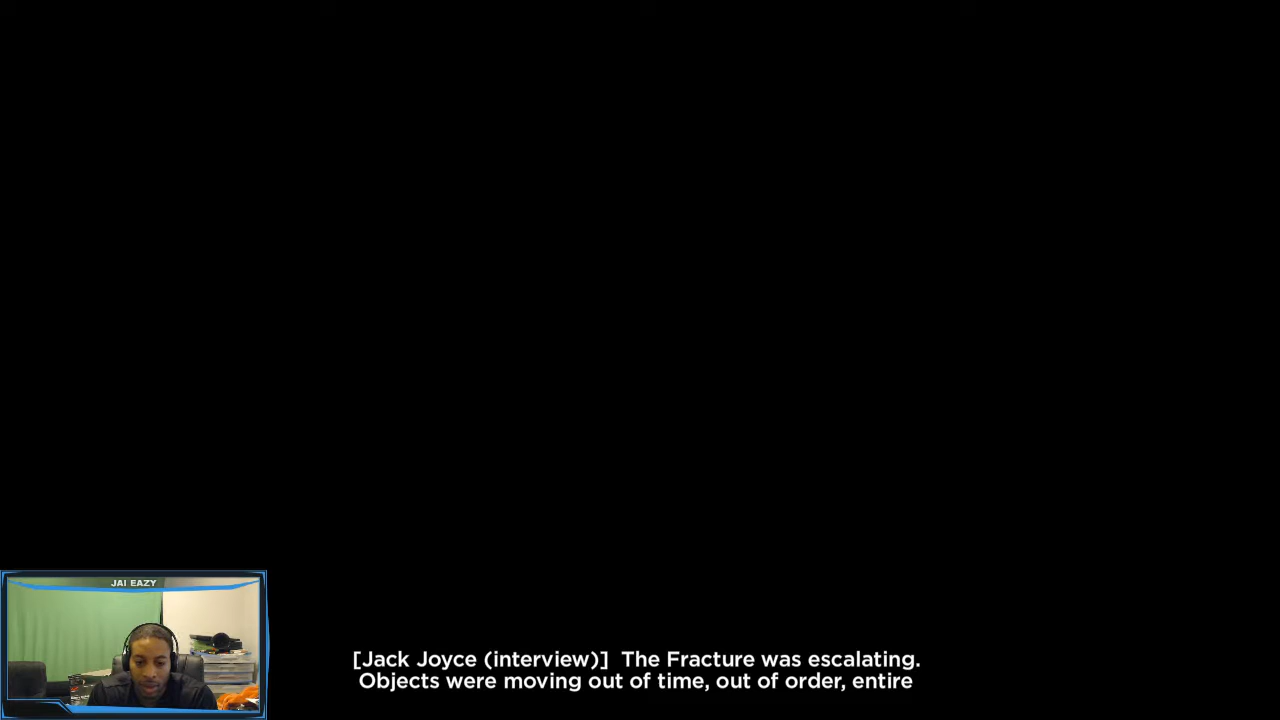 JAI EAZY
[Jack Joyce (interview)]  The Fracture was escalating.
Objects were moving out of time, out of order, entire